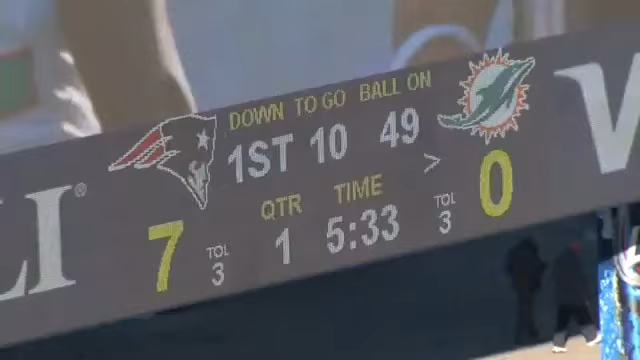 DOWN TO GO BALL ON
1ST 10 49 >
QTR TIME
7 TOL 3 1 5:33 TOL 3 0
LI®